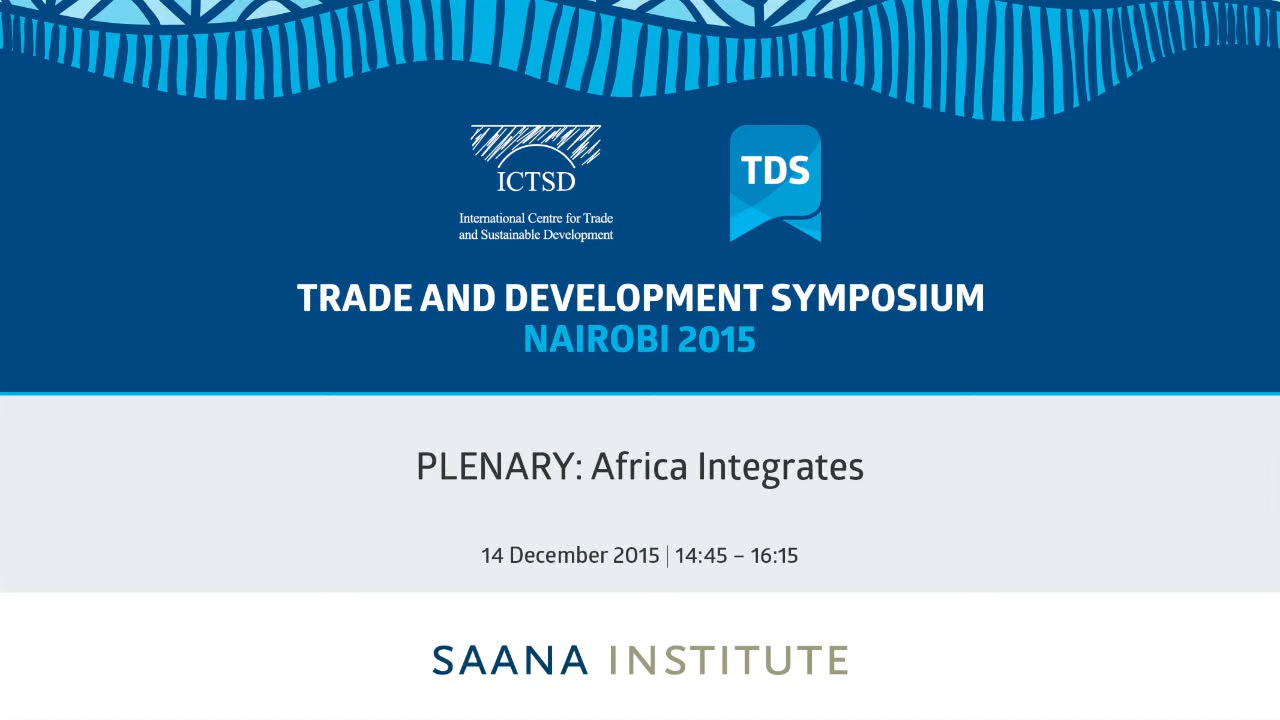 ICTSD
International Centre for Trade
and Sustainable Development
TDS
TRADE AND DEVELOPMENT SYMPOSIUM
NAIROBI 2015
PLENARY: Africa Integrates
14 December 2015 | 14:45 – 16:15
SAANA INSTITUTE